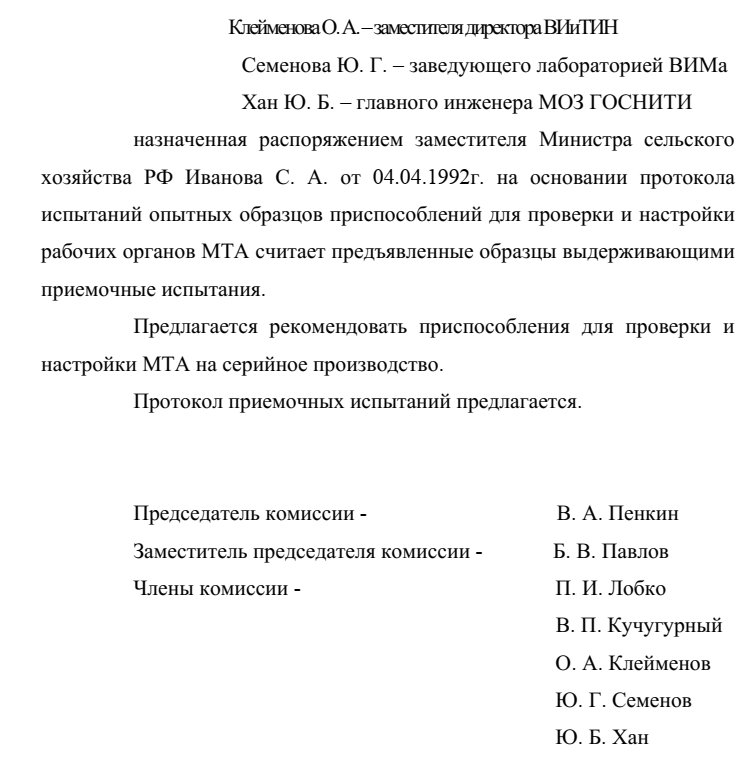 Клейменова О. А. – заместителя директора ВИиТИН
Семенова Ю. Г. – заведующего лабораторией ВИМа
Хан Ю. Б. – главного инженера МОЗ ГОСНИТИ
назначенная распоряжением заместителя Министра сельского
хозяйства РФ Иванова С. А. от 04.04.1992г. на основании протокола
испытаний опытных образцов приспособлений для проверки и настройки
рабочих органов МТА считает предъявленные образцы выдерживающими
приемочные испытания.
Предлагается рекомендовать приспособления для проверки и
настройки МТА на серийное производство.
Протокол приемочных испытаний предлагается.
Председатель комиссии - В. А. Пенкин
Заместитель председателя комиссии - Б. В. Павлов
Члены комиссии - П. И. Лобко
В. П. Кучугурный
О. А. Клейменов
Ю. Г. Семенов
Ю. Б. Хан